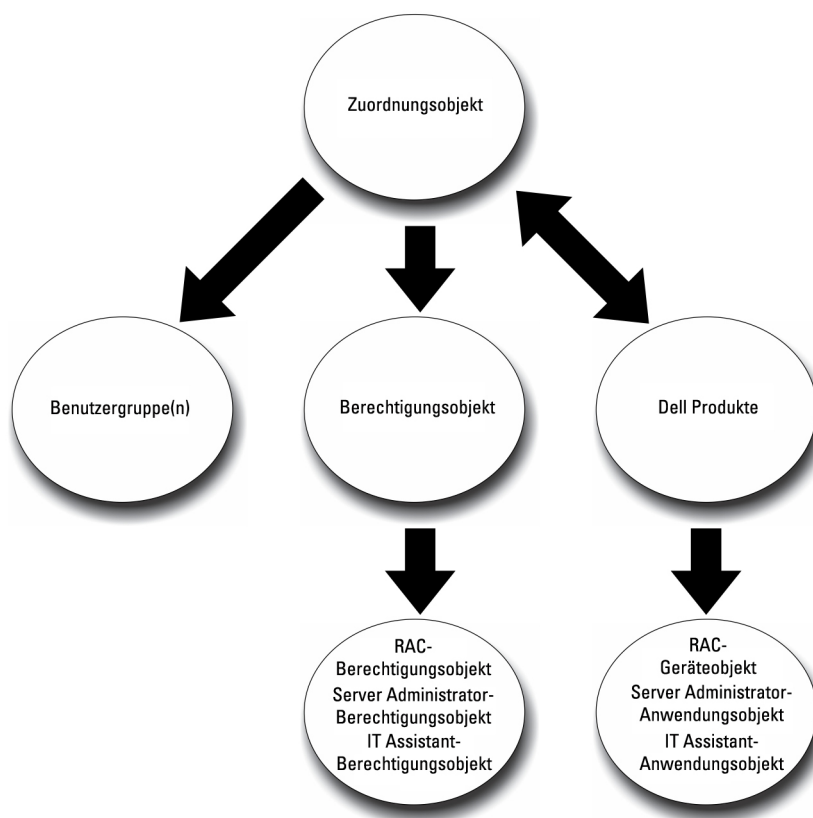 Zuordnungsobjekt
Benutzergruppe(n)
Berechtigungsobjekt
Dell Produkte
RAC-
Berechtigungsobjekt
Server Administrator-
Berechtigungsobjekt
IT Assistant-
Berechtigungsobjekt
RAC-
Geräteobjekt
Server Administrator-
Anwendungsobjekt
IT Assistant-
Anwendungsobjekt